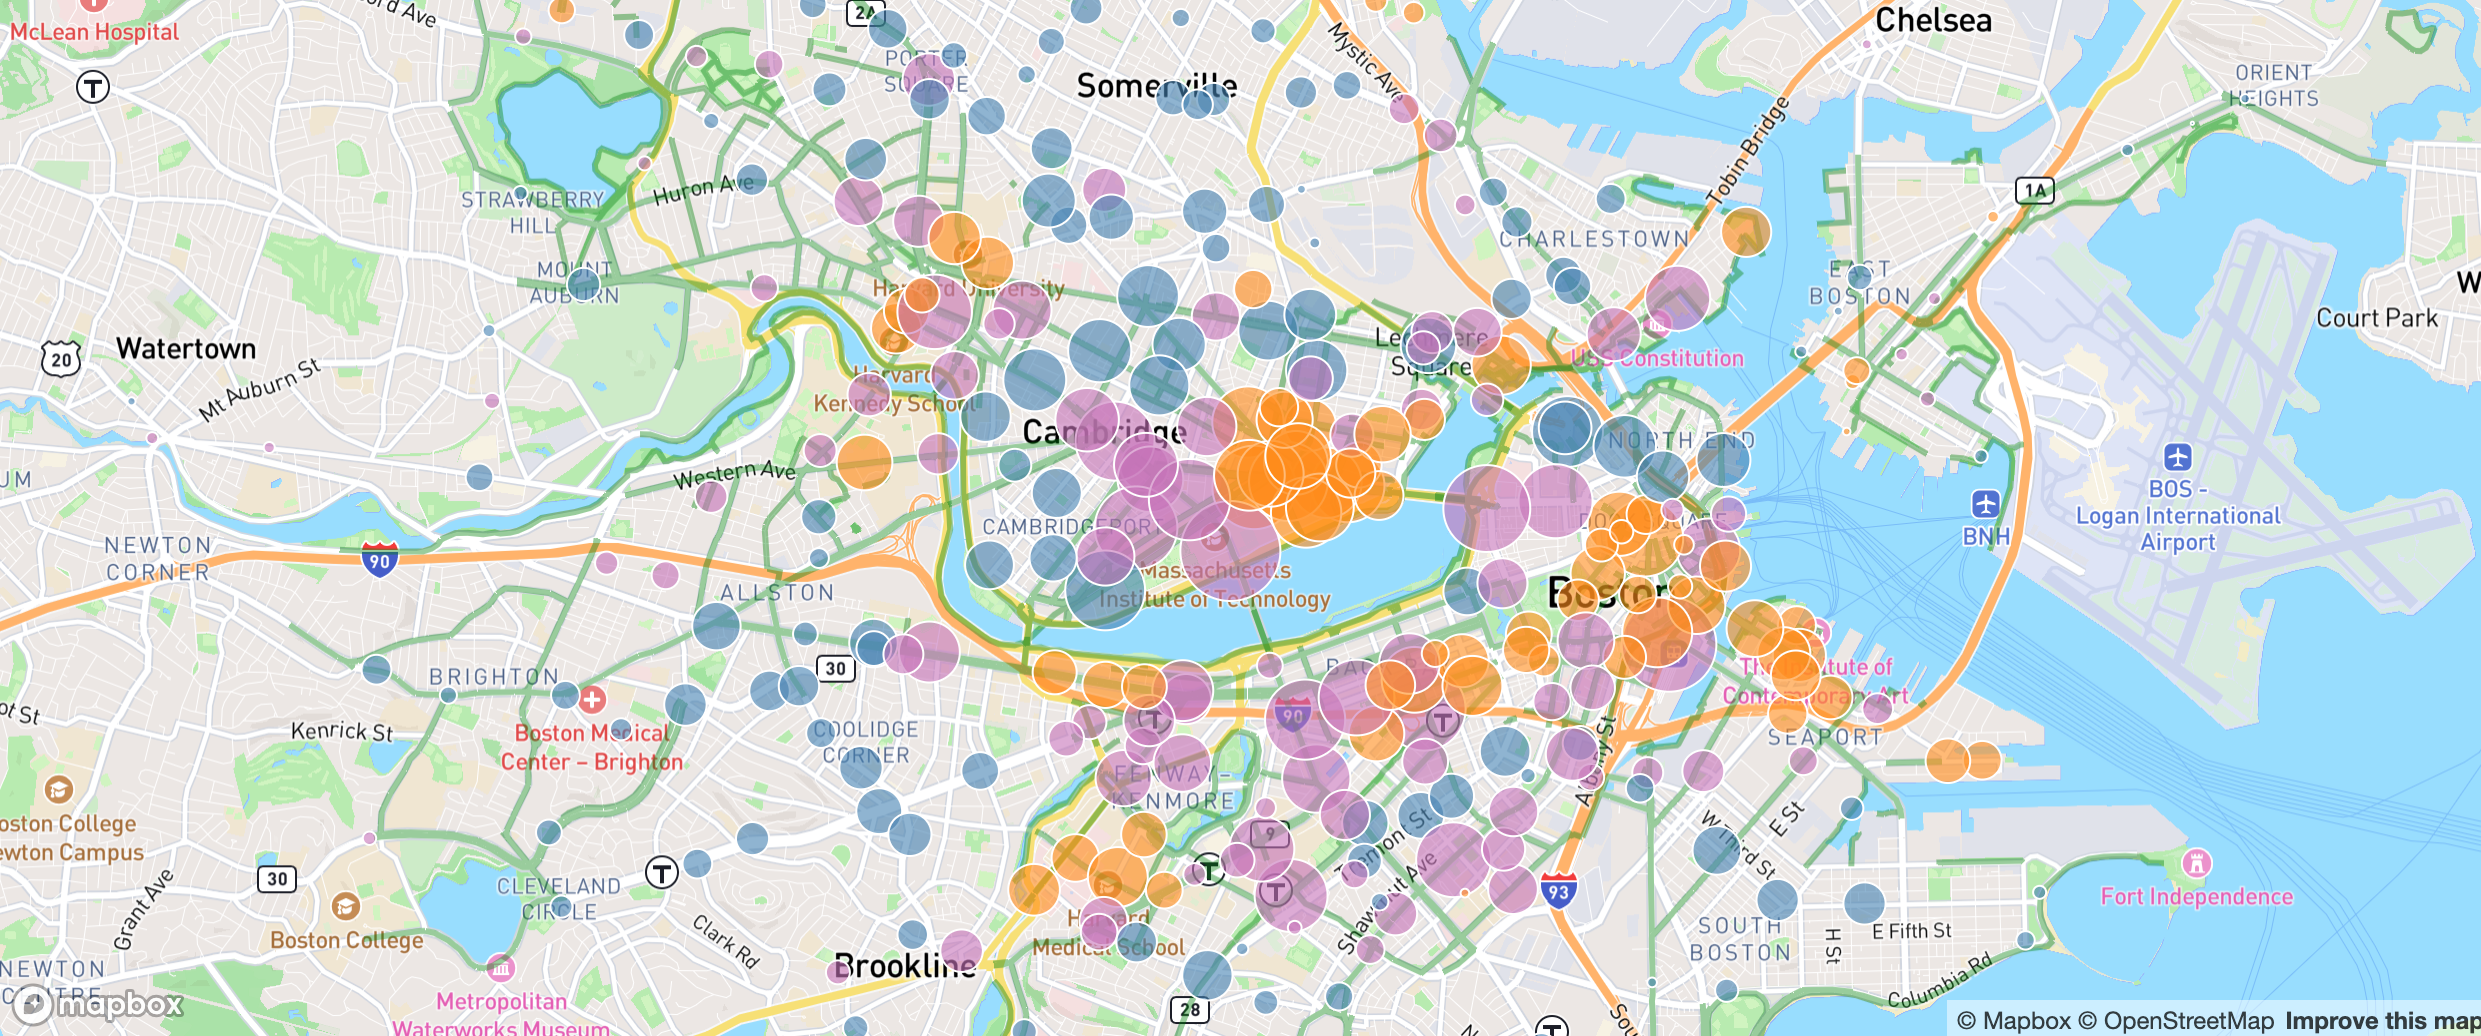 McLean Hospital
ord Ave
2A
PORTER
SQUARE
Somerville
Mystic Ave
Chelsea
ORIENT
HEIGHTS
Tobin Bridge
1A
STRAWBERRY
HILL
Huron Ave
MOUNT
AUBURN
CHARLESTOWN
EAST
BOSTON
Harvard University
W
Court Park
20
Watertown
Mt Auburn St
Harvard
Kennedy School
Square
USS Constitution
Cambridge
NORTH END
UM
Western Ave
BOS -
Logan International
Airport
BNH
CAMBRIDGEPORT
NEWTON
CORNER
90
ALLSTON
Massachusetts
Institute of Technology
Boston
30
BRIGHTON
The Institute of
Contemporary Art
ot St
Kenrick St
Boston Medical
Center – Brighton
COOLIDGE
CORNER
90
Albany St
SEAPORT
FENWAY–
KENMORE
oston College
ewton Campus
9
Tremont St
W Third St
E St
30
Grant Ave
CLEVELAND
CIRCLE
Shawmut Ave
93
Fort Independence
Boston College
Clark Rd
Harvard
Medical School
SOUTH
BOSTON
H St
E Fifth St
Brookline
NEWTON
CENTRE
Columbia Rd
mapbox
Metropolitan
Waterworks Museum
28
Sou
© Mapbox © OpenStreetMap Improve this map